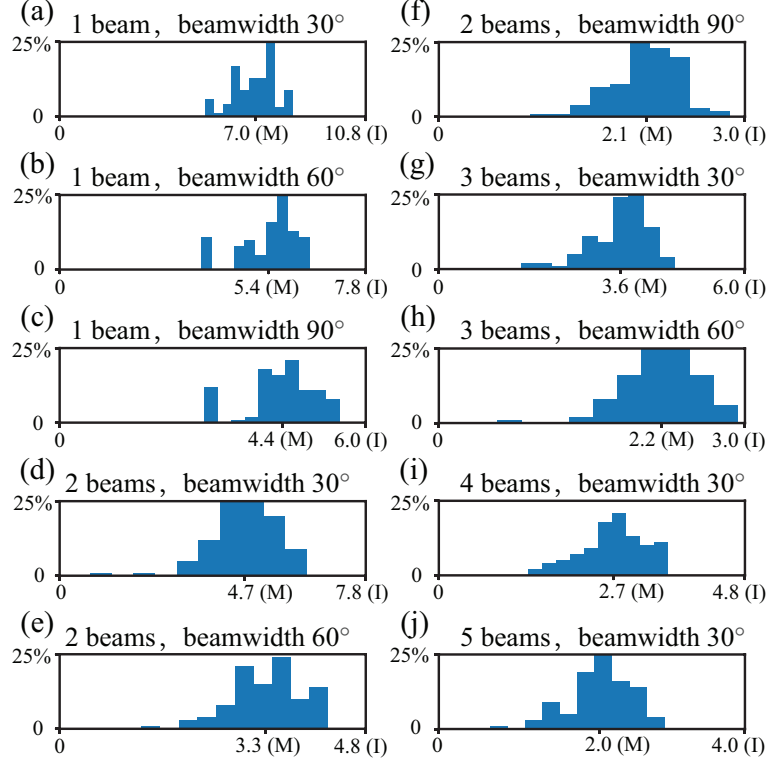 (a) 1 beam, beamwidth 30°
25%
0
0 7.0 (M) 10.8 (I)
(b) 1 beam, beamwidth 60°
25%
0
0 5.4 (M) 7.8 (I)
(c) 1 beam, beamwidth 90°
25%
0
0 4.4 (M) 6.0 (I)
(d) 2 beams, beamwidth 30°
25%
0
0 4.7 (M) 7.8 (I)
(e) 2 beams, beamwidth 60°
25%
0
0 3.3 (M) 4.8 (I)
(f) 2 beams, beamwidth 90°
25%
0
0 2.1 (M) 3.0 (I)
(g) 3 beams, beamwidth 30°
25%
0
0 3.6 (M) 6.0 (I)
(h) 3 beams, beamwidth 60°
25%
0
0 2.2 (M) 3.0 (I)
(i) 4 beams, beamwidth 30°
25%
0
0 2.7 (M) 4.8 (I)
(j) 5 beams, beamwidth 30°
25%
0
0 2.0 (M) 4.0 (I)